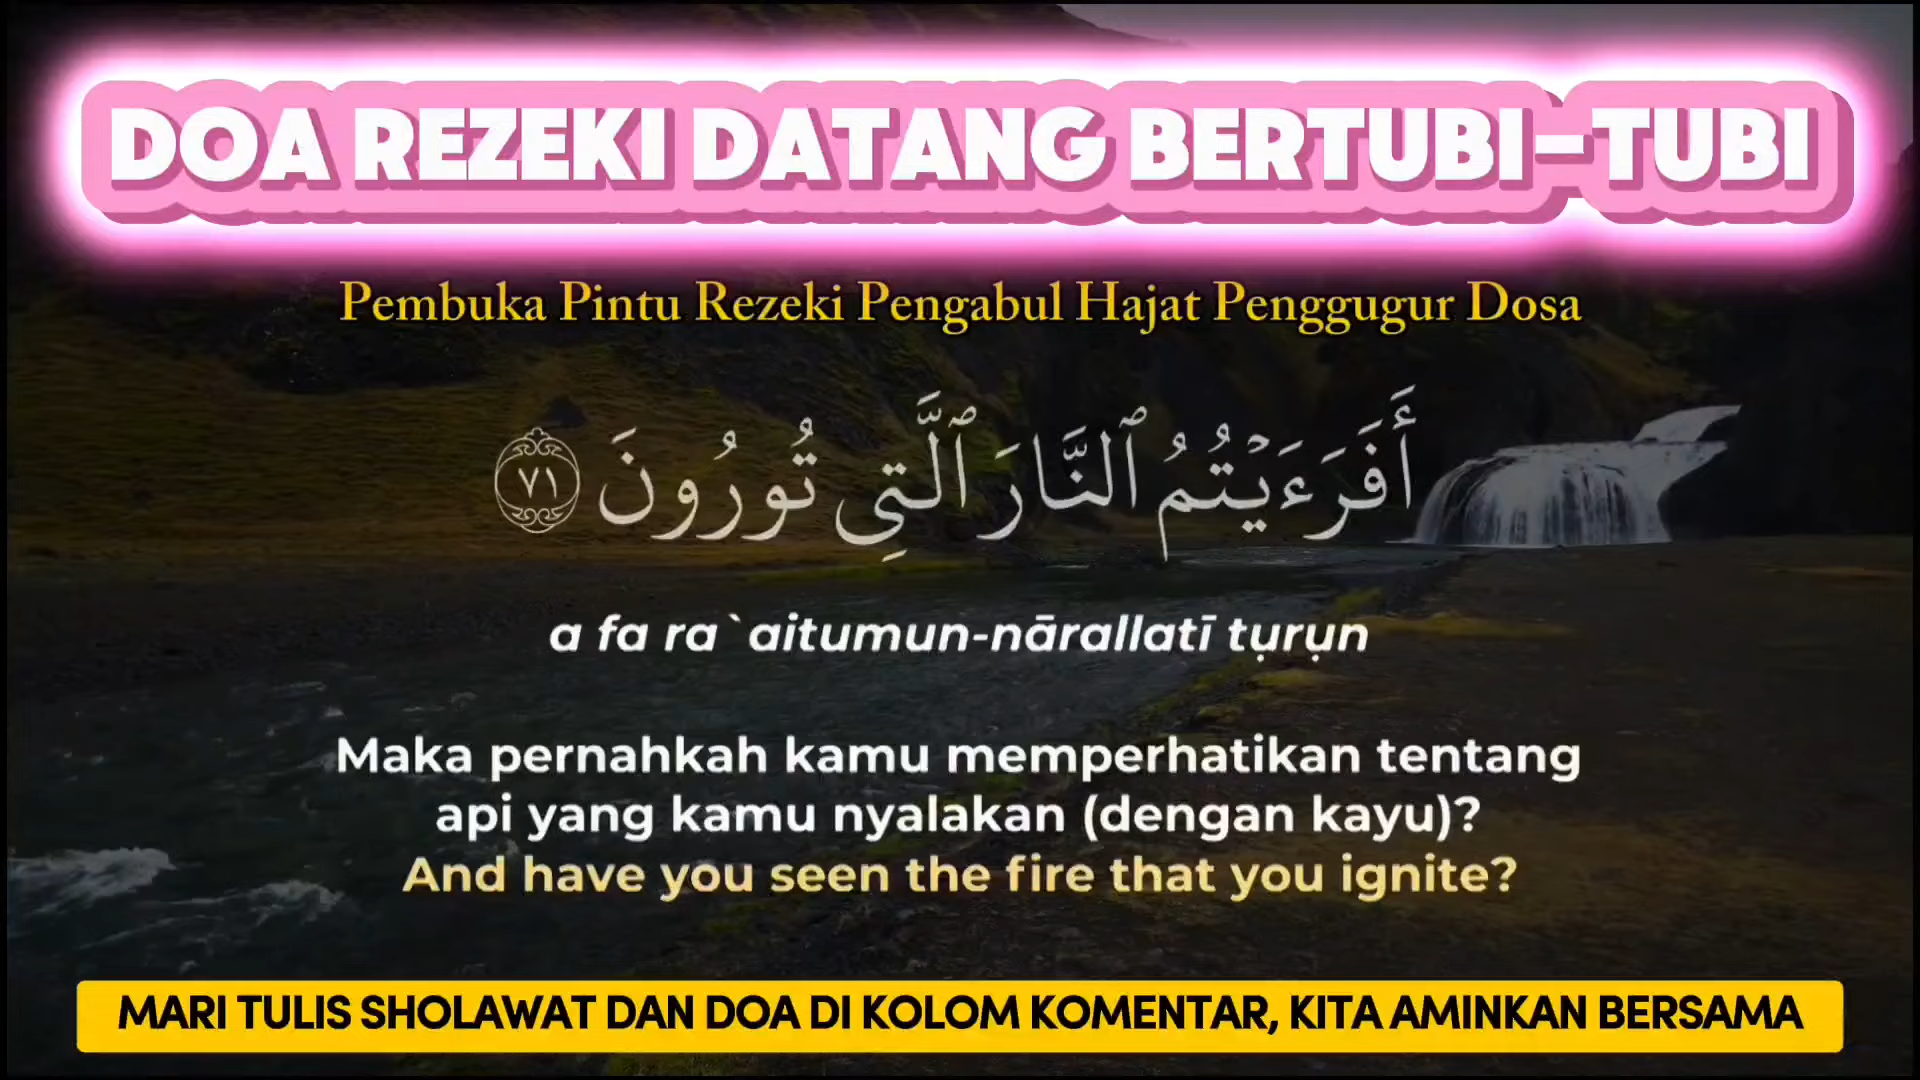 DOA REZEKI DATANG BERTUBI-TUBI
Pembuka Pintu Rezeki Pengabul Hajat Penggugur Dosa
أَفَرَءَيْتُمُ ٱلنَّارَ ٱلَّتِى تُورُونَ ٧١
a fa ra`aitumun-nārallatī tụrụn
Maka pernahkah kamu memperhatikan tentang
api yang kamu nyalakan (dengan kayu)?
And have you seen the fire that you ignite?
MARI TULIS SHOLAWAT DAN DOA DI KOLOM KOMENTAR, KITA AMINKAN BERSAMA